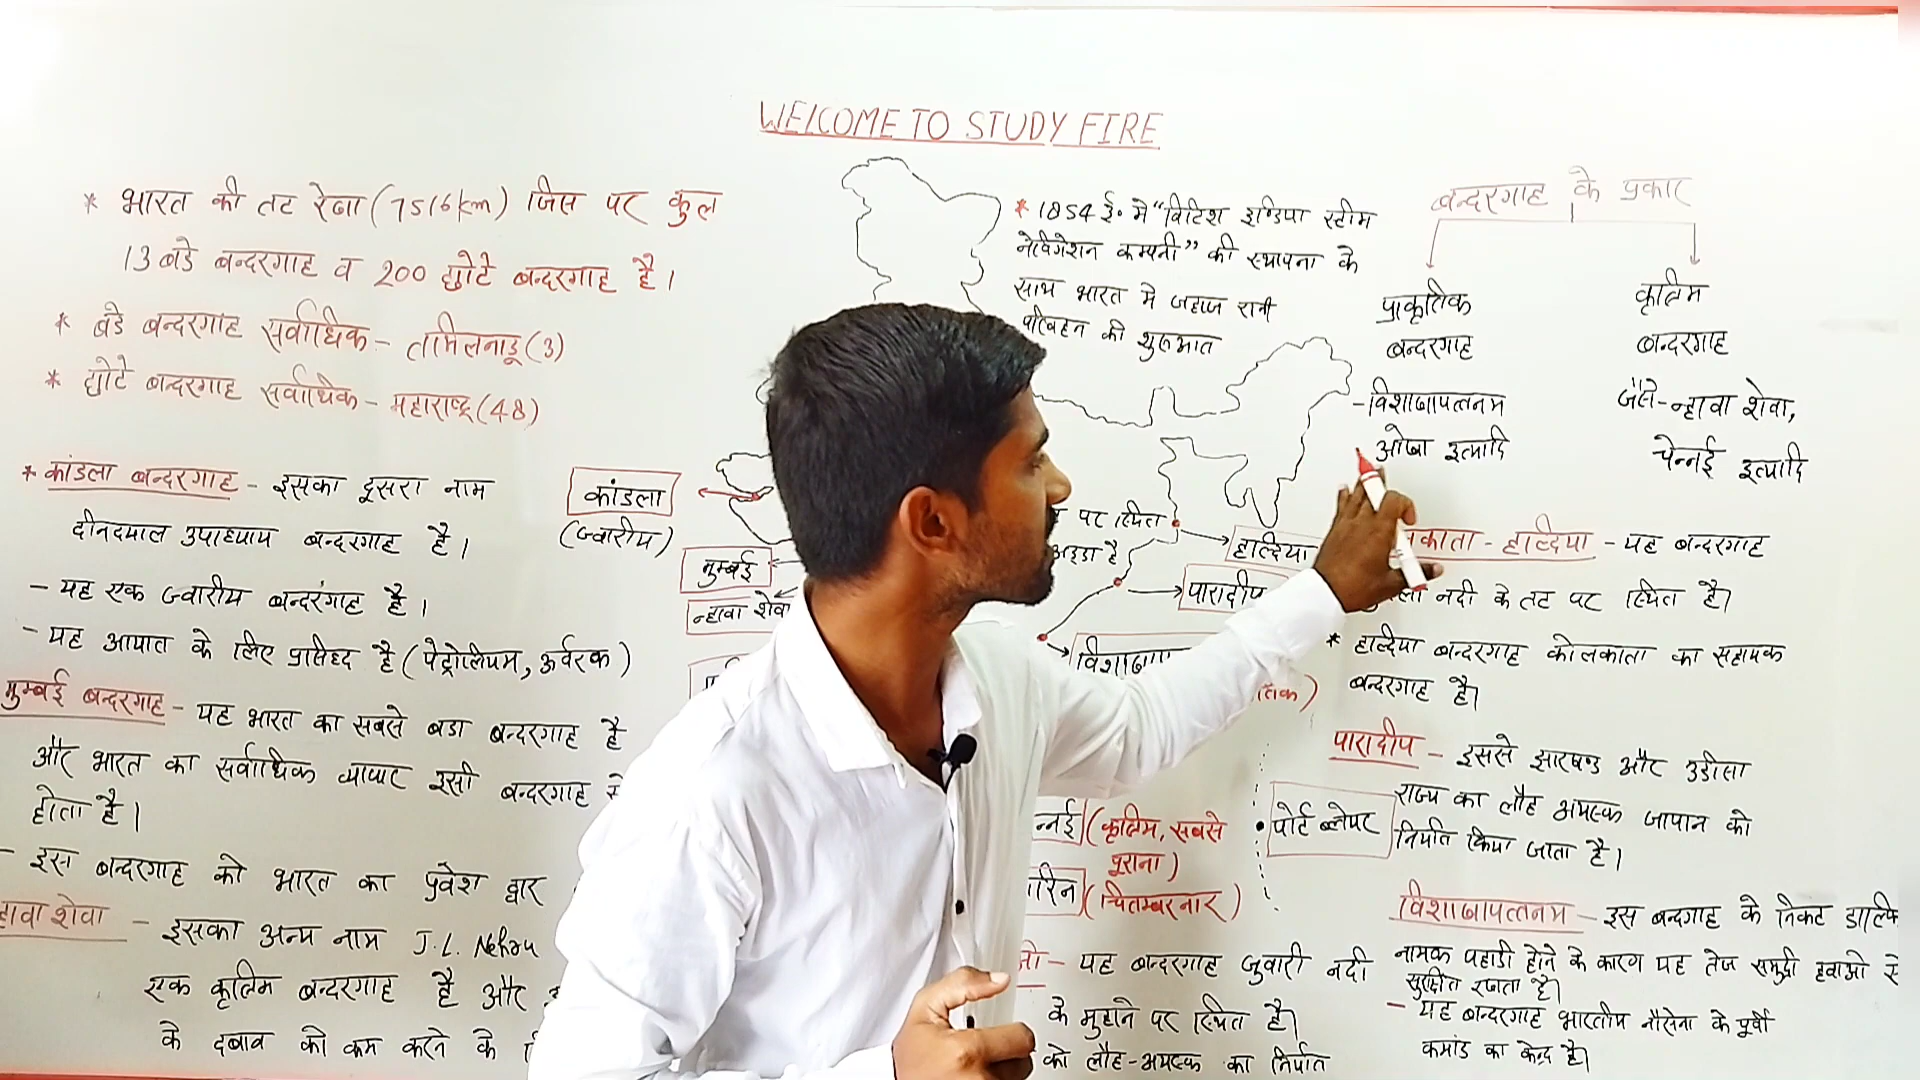 WELCOME TO STUDY FIRE
* भारत की तट रेखा (7516km) जिस पर कुल
13 बडे बन्दरगाह व 200 छोटे बन्दरगाह है।
* बडे बन्दरगाह सर्वाधिक - तामिलनाडू (3)
* छोटे बन्दरगाह सर्वाधिक - महाराष्ट्र (48)
* कांडला बन्दरगाह - इसका दूसरा नाम
दीनदयाल उपाध्याय बन्दरगाह है।
- यह एक ज्वारीय बन्दरगाह है।
- यह आयात के लिए प्रसिध्द है (पेट्रोलियम, उर्वरक)
मुम्बई बन्दरगाह - यह भारत का सबसे बडा बन्दरगाह है
और भारत का सर्वाधिक व्यापार इसी बन्दरगाह
होता है।
- इस बन्दरगाह को भारत का प्रवेश द्वार
हावा शेवा - इसका अन्य नाम J.L. Nehru
एक कृत्रिम बन्दरगाह है और
के दबाव को कम करने के
* 1854 ई॰ मे "ब्रिटिश इण्डिया स्टीम
नेविगेशन कम्पनी" की स्थापना के
साथ भारत मे जहाज रानी
परिवहन की शुरुआत
कांडला
(ज्वारीय)
मुम्बई
न्हावा शेवा
पर स्थित
अड्डा है
हाल्दिया
पारादीप
विशाखा
तिक)
न्नई (कृत्रिम, सबसे
पुराना)
ारिन (चितम्बरनार)
पोर्ट ब्लेयर
- यह बन्दरगाह जुवारी नदी
के मुहाने पर स्थित है।
को लौह-अयस्क का निर्यात
बन्दरगाह के प्रकार
प्राकृतिक
बन्दरगाह
- विशाखापत्तनम
ओखा इत्यादि
कृत्रिम
बन्दरगाह
जैसे - न्हावा शेवा,
चेन्नई इत्यादि
लकाता - हाल्दिया - यह बन्दरगाह
नदी के तट पर स्थित है।
* हाल्दिया बन्दरगाह कोलकाता का सहायक
बन्दरगाह है।
पारादीप - इससे झारखण्ड और उडीसा
राज्य का लौह अयस्क जापान को
निर्यात किया जाता है।
विशाखापत्तनम - इस बन्दगाह के निकट डाल्फि
नामक पहाडी होने के कारण यह तेज समुद्री हवाओ से
सुरक्षित रखता है।
- यह बन्दरगाह भारतीय नौसेना के पूर्वी
कमांड का केन्द्र है।